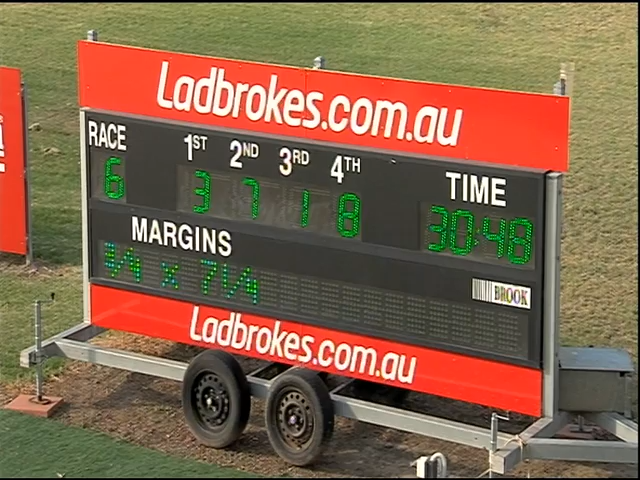 Ladbrokes.com.au
RACE 1ST 2ND 3RD 4TH TIME
6 3 7 1 8 30:48
MARGINS
3/4 x 7 1/4
BROOK
Ladbrokes.com.au